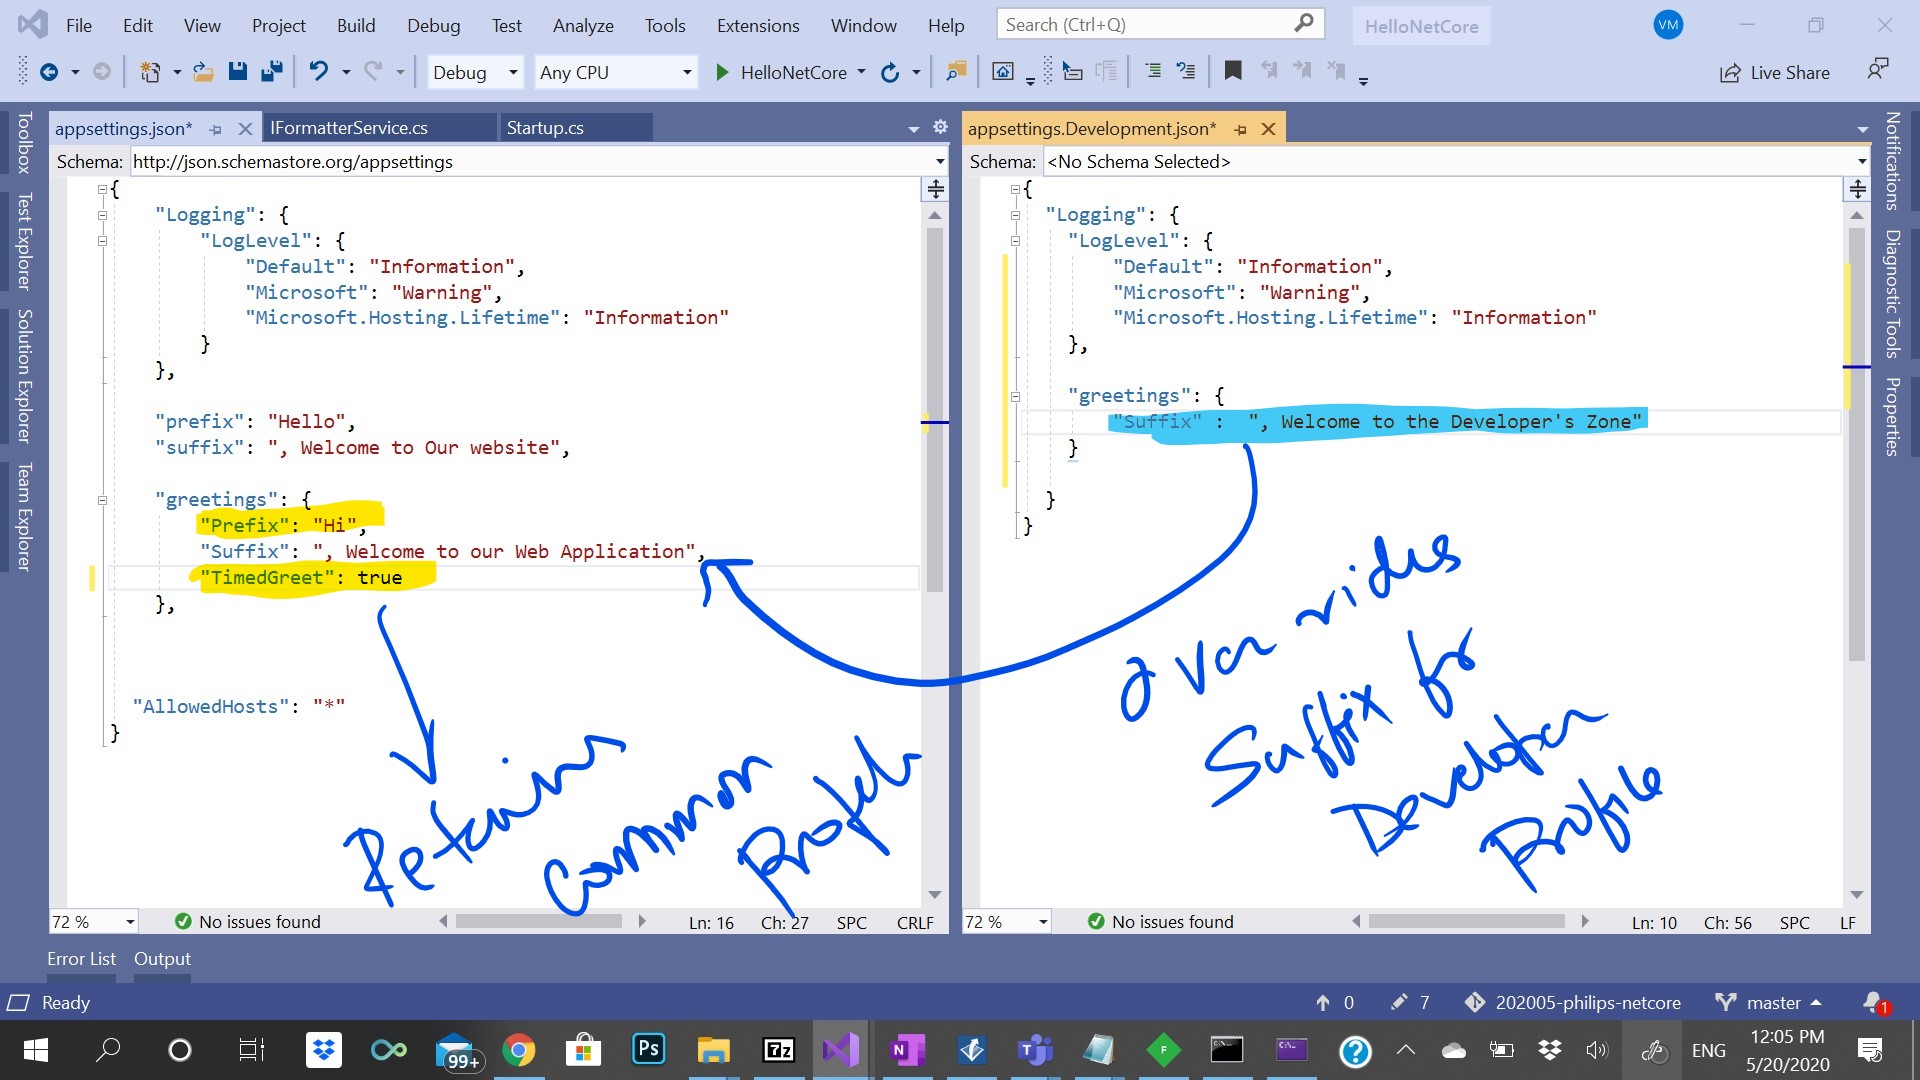 File Edit View Project Build Debug Test Analyze Tools Extensions Window Help Search (Ctrl+Q) HelloNetCore VM
Debug Any CPU HelloNetCore Live Share
Toolbox
Test Explorer
Solution Explorer
Team Explorer
appsettings.json* IFormatterService.cs Startup.cs
Schema: http://json.schemastore.org/appsettings
{
"Logging": {
"LogLevel": {
"Default": "Information",
"Microsoft": "Warning",
"Microsoft.Hosting.Lifetime": "Information"
}
},
"prefix": "Hello",
"suffix": ", Welcome to Our website",
"greetings": {
"Prefix": "Hi",
"Suffix": ", Welcome to our Web Application",
"TimedGreet": true
},
"AllowedHosts": "*"
}
Retains
Common
72 % No issues found Ln: 16 Ch: 27 SPC CRLF
appsettings.Development.json*
Schema: <No Schema Selected>
{
"Logging": {
"LogLevel": {
"Default": "Information",
"Microsoft": "Warning",
"Microsoft.Hosting.Lifetime": "Information"
},
"greetings": {
"Suffix" : ", Welcome to the Developer's Zone"
}
}
}
Overrides
Suffix for
Developer
Profile
72 % No issues found Ln: 10 Ch: 56 SPC LF
Notifications
Diagnostic Tools
Properties
Error List Output
Ready 0 7 202005-philips-netcore master 1
99+ Ps 7z N F C:\_ C:\_ ? ENG 12:05 PM
5/20/2020